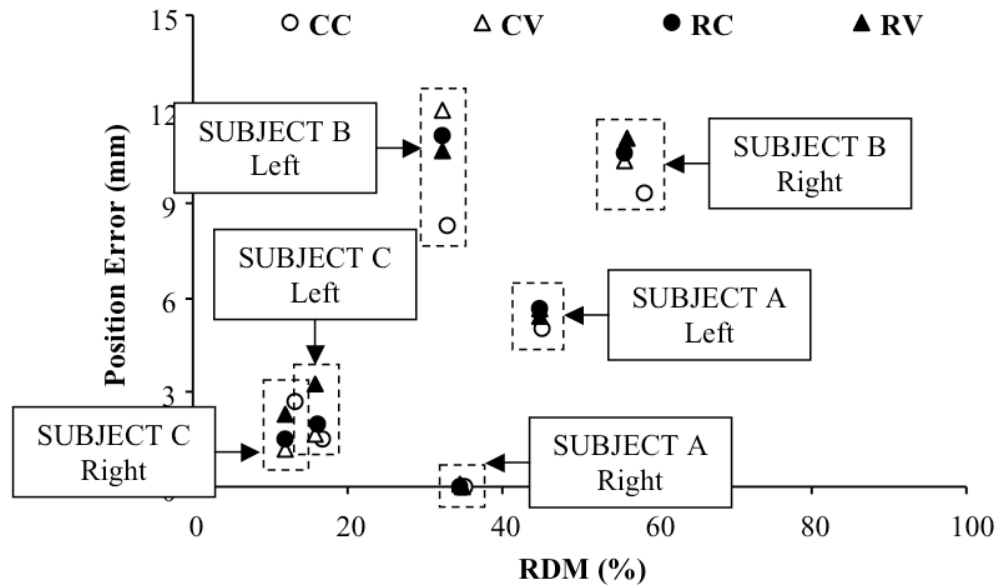 15
CC
CV
RC
RV
12
SUBJECT B
Left
SUBJECT B
Right
Position Error (mm)
9
SUBJECT C
Left
6
SUBJECT A
Left
3
SUBJECT C
Right
SUBJECT A
Right
0
0
20
40
60
80
100
RDM (%)